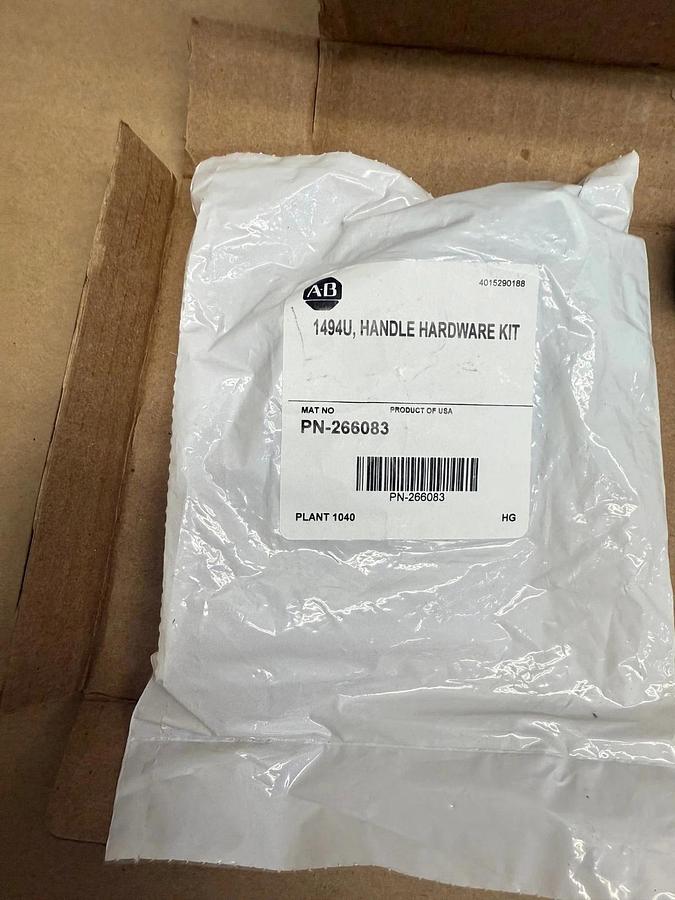 AB
4015290188
1494U, HANDLE HARDWARE KIT
MAT NO
PRODUCT OF USA
PN-266083
PN-266083
PLANT 1040
HG